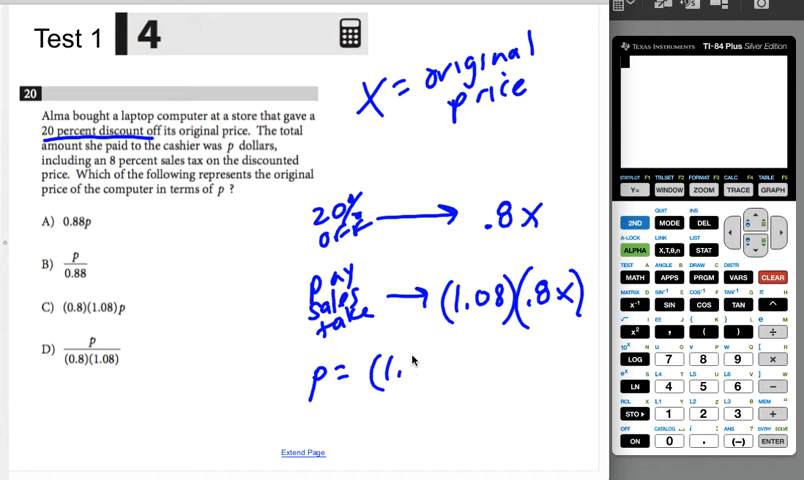 Test 1
4
20
Alma bought a laptop computer at a store that gave a
20 percent discount off its original price. The total
amount she paid to the cashier was p dollars,
including an 8 percent sales tax on the discounted
price. Which of the following represents the original
price of the computer in terms of p ?
A) 0.88p
B) p
0.88
C) (0.8)(1.08)p
D) p
(0.8)(1.08)
X = original
price
20%
off
.8X
pay
sales
take
(1.08)(.8X)
p = (1.
Extend Page
TEXAS INSTRUMENTS TI-84 Plus Silver Edition
STATPLOT F1 TBLSET F2 FORMAT F3 CALC F4 TABLE F5
Y= WINDOW ZOOM TRACE GRAPH
QUIT INS
2ND MODE DEL
A-LOCK LINK LIST
ALPHA X,T,θ,n STAT
TEST A ANGLE B DRAW C DISTR
MATH APPS PRGM VARS CLEAR
MATRIX D SIN⁻¹ E COS⁻¹ F TAN⁻¹ G π H
x⁻¹ SIN COS TAN ^
√ I EE J { K } L e M
x² , ( ) ÷
10ˣ N u O v P w Q [ R
LOG 7 8 9 ×
eˣ S L4 T L5 U L6 V ] W
LN 4 5 6 −
RCL X L1 Y L2 Z L3 θ MEM "
STO▸ 1 2 3 +
OFF CATALOG i : ANS ? ENTRY SOLVE
ON 0 . (−) ENTER